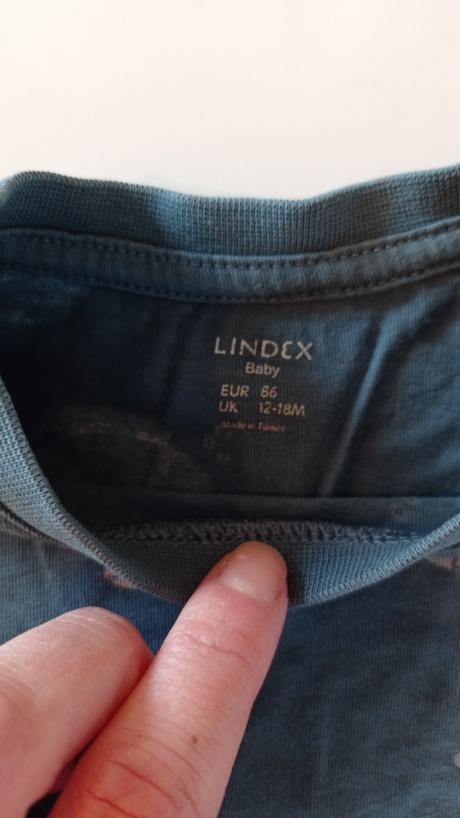 LINDEX
Baby
EUR 86
UK 12-18M
Made in Turkey